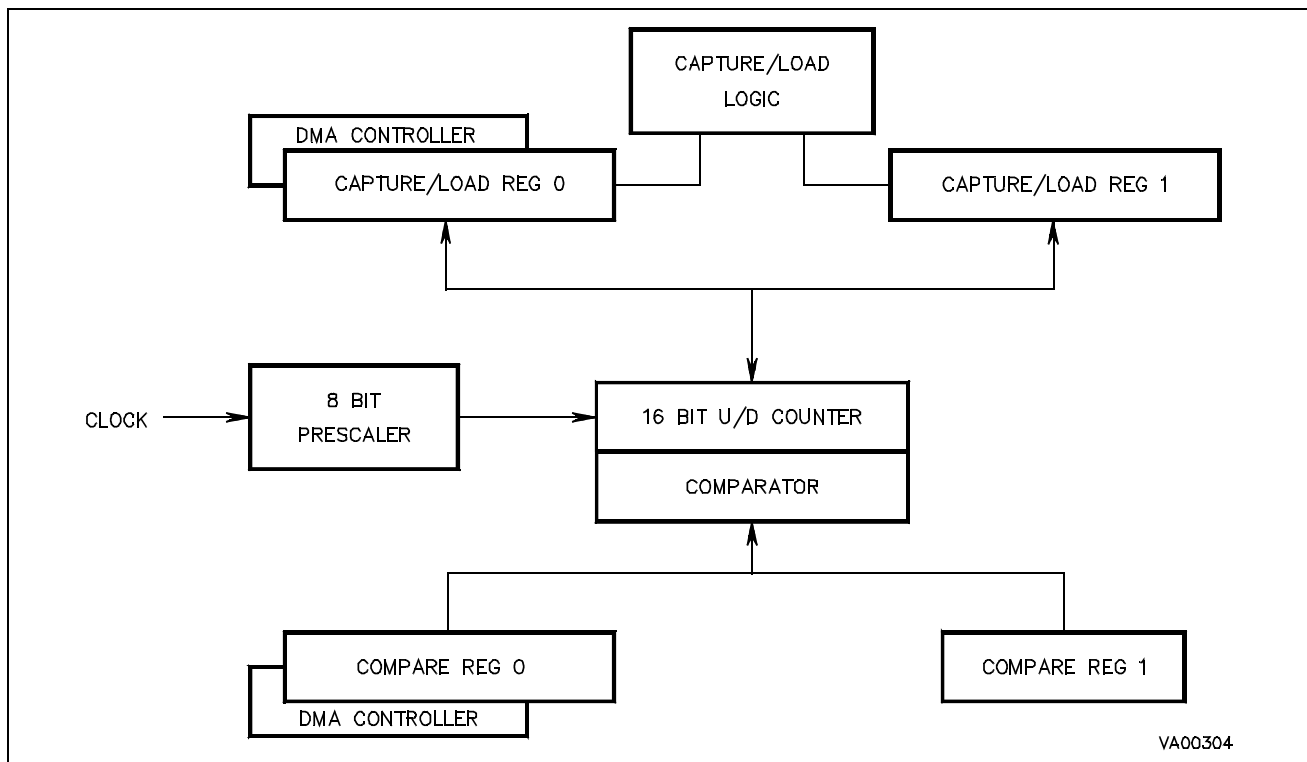 CAPTURE/LOAD
LOGIC
DMA CONTROLLER
CAPTURE/LOAD REG 0
CAPTURE/LOAD REG 1
CLOCK
8 BIT
PRESCALER
16 BIT U/D COUNTER
COMPARATOR
COMPARE REG 0
COMPARE REG 1
DMA CONTROLLER
VA00304